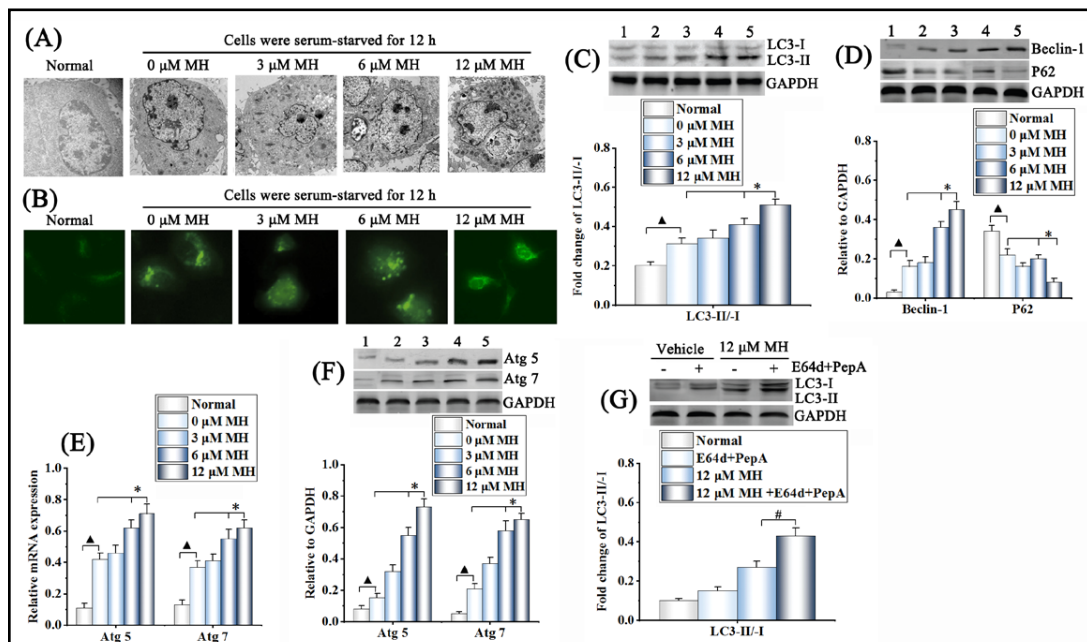 (A)
Cells were serum-starved for 12 h
Normal 0 μM MH 3 μM MH 6 μM MH 12 μM MH
(B)
Cells were serum-starved for 12 h
Normal 0 μM MH 3 μM MH 6 μM MH 12 μM MH
(C)
1 2 3 4 5
LC3-I
LC3-II
GAPDH
Normal
0 μM MH
3 μM MH
6 μM MH
12 μM MH
Fold change of LC3-II/-I
0.6
0.4
0.2
0.0
▲
*
LC3-II/-I
(D)
1 2 3 4 5
Beclin-1
P62
GAPDH
Normal
0 μM MH
3 μM MH
6 μM MH
12 μM MH
Relative to GAPDH
0.6
0.4
0.2
0.0
▲
*
▲
*
Beclin-1 P62
(E)
Normal
0 μM MH
3 μM MH
6 μM MH
12 μM MH
Relative mRNA expression
1.0
0.8
0.6
0.4
0.2
0.0
▲
*
▲
*
Atg 5 Atg 7
(F)
1 2 3 4 5
Atg 5
Atg 7
GAPDH
Normal
0 μM MH
3 μM MH
6 μM MH
12 μM MH
Relative to GAPDH
1.0
0.8
0.6
0.4
0.2
0.0
▲
*
▲
*
Atg 5 Atg 7
(G)
Vehicle 12 μM MH
- + - + E64d+PepA
LC3-I
LC3-II
GAPDH
Normal
E64d+PepA
12 μM MH
12 μM MH +E64d+PepA
Fold change of LC3-II/-I
0.8
0.6
0.4
0.2
0.0
#
LC3-II/-I